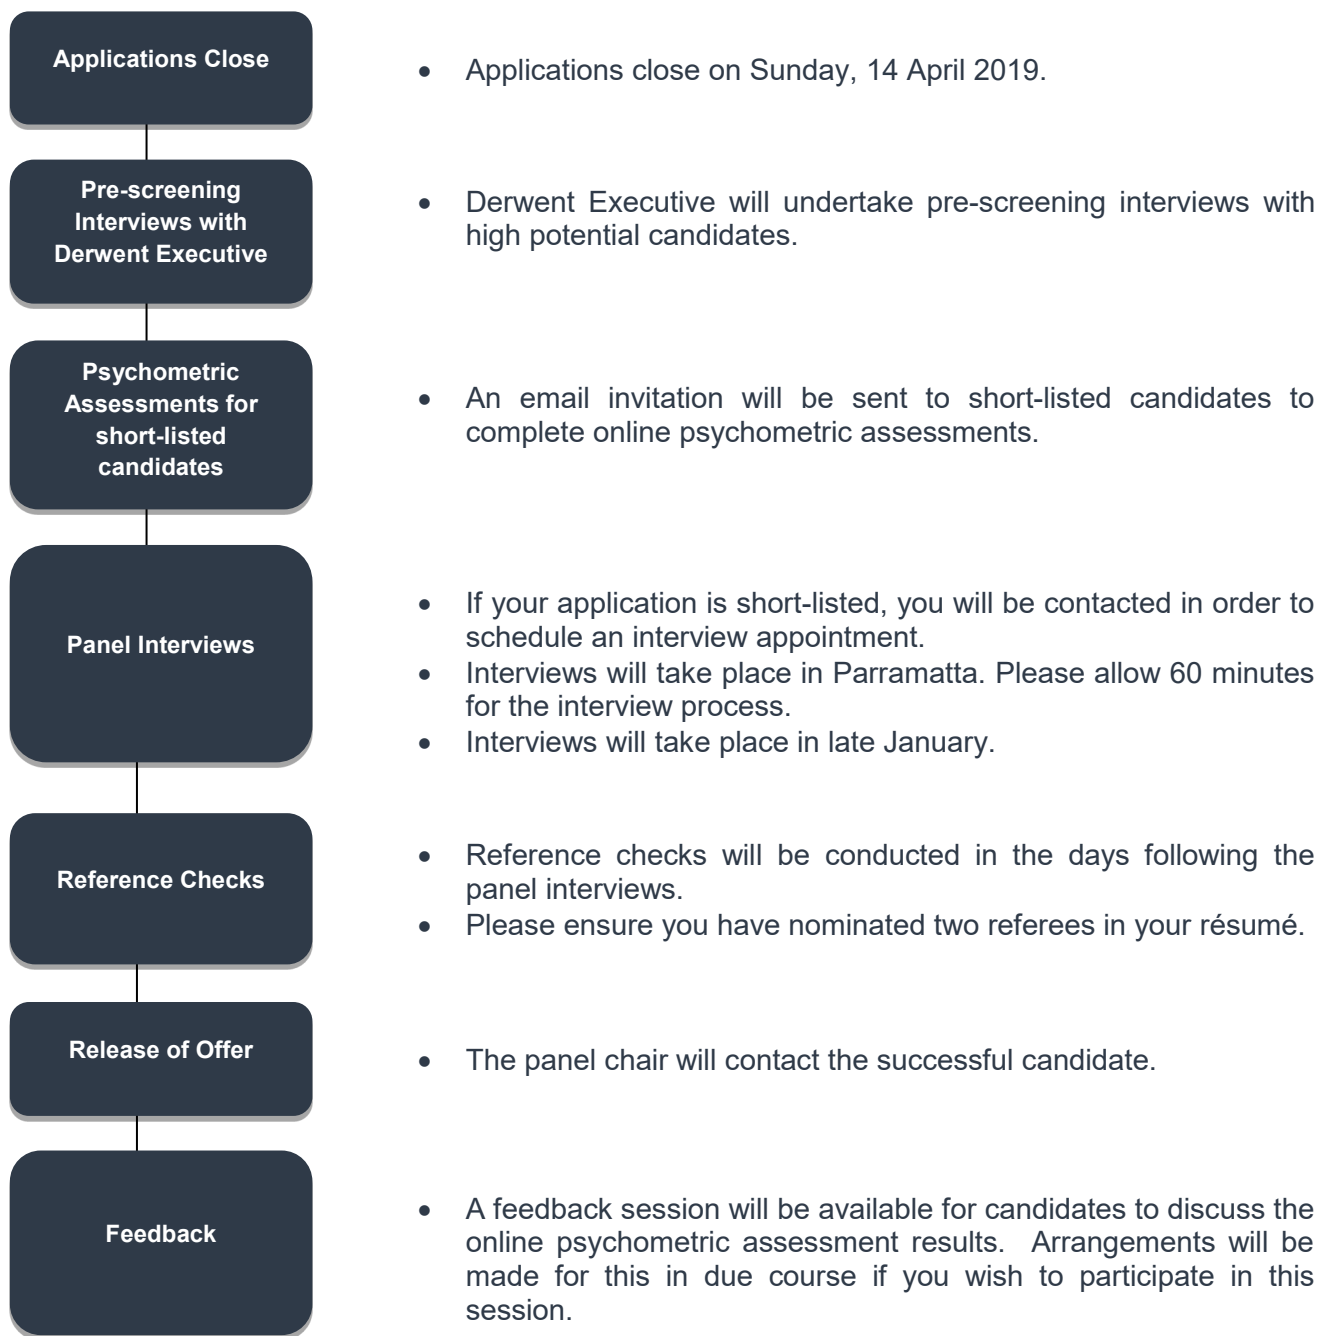 Applications Close
• Applications close on Sunday, 14 April 2019.
Pre-screening
Interviews with
Derwent Executive
• Derwent Executive will undertake pre-screening interviews with
high potential candidates.
Psychometric
Assessments for
short-listed
candidates
• An email invitation will be sent to short-listed candidates to
complete online psychometric assessments.
Panel Interviews
• If your application is short-listed, you will be contacted in order to
schedule an interview appointment.
• Interviews will take place in Parramatta. Please allow 60 minutes
for the interview process.
• Interviews will take place in late January.
Reference Checks
• Reference checks will be conducted in the days following the
panel interviews.
• Please ensure you have nominated two referees in your résumé.
Release of Offer
• The panel chair will contact the successful candidate.
Feedback
• A feedback session will be available for candidates to discuss the
online psychometric assessment results. Arrangements will be
made for this in due course if you wish to participate in this
session.